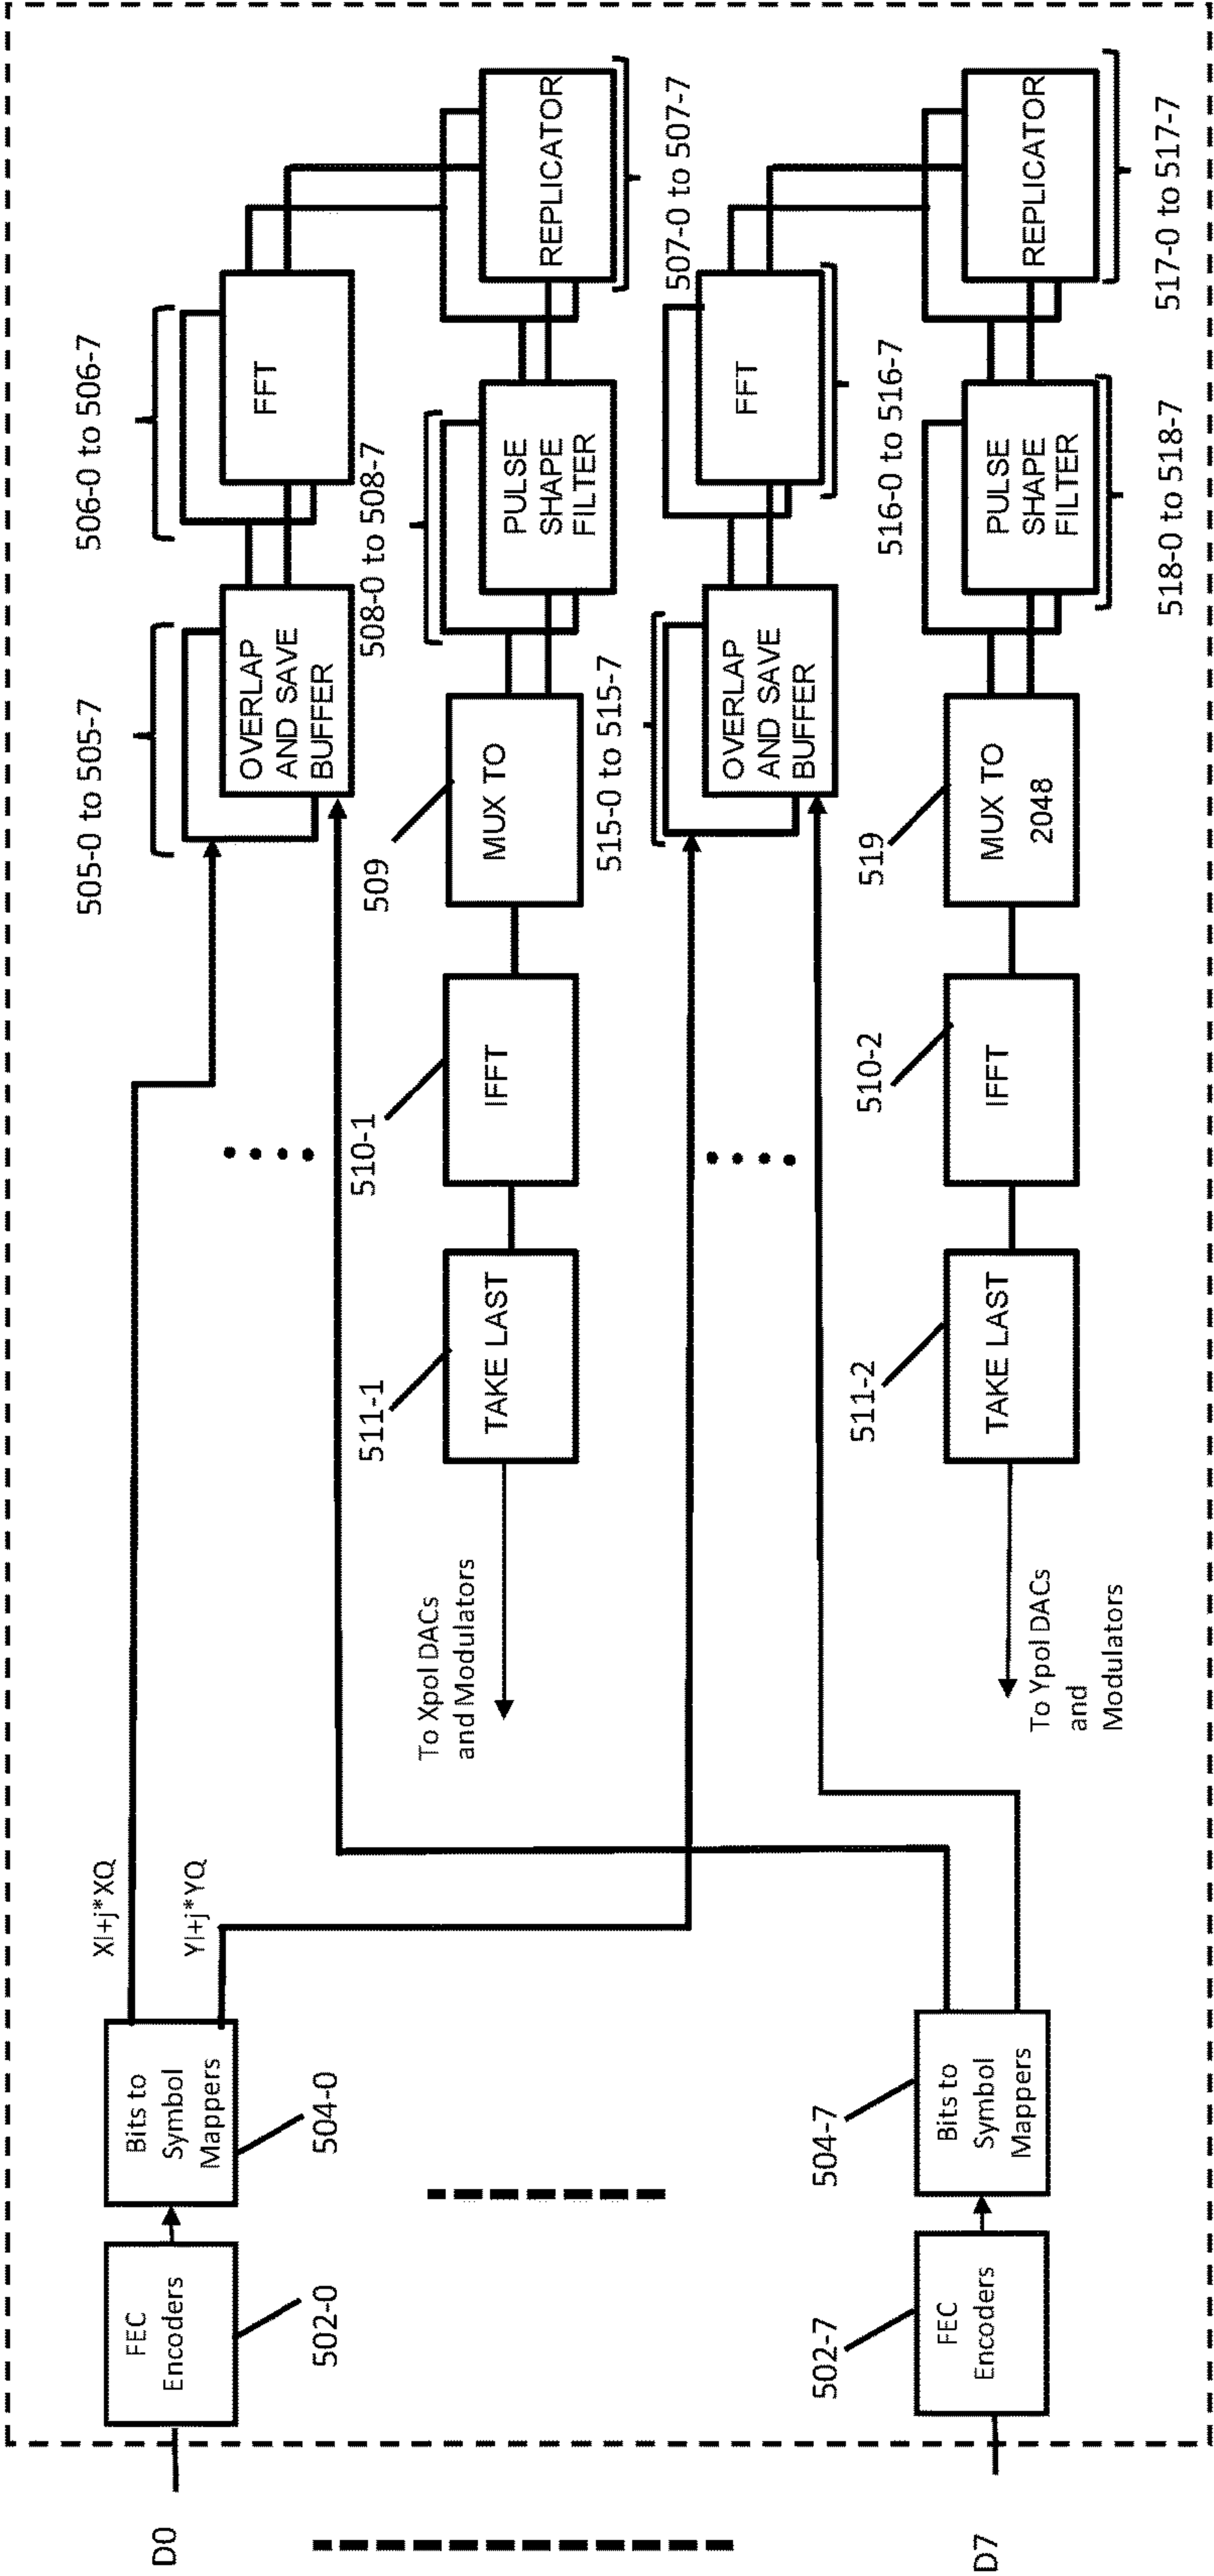 D0
FEC
Encoders
502-0
Bits to
Symbol
Mappers
504-0
XI+j*XQ
YI+j*YQ
505-0 to 505-7
OVERLAP
AND SAVE
BUFFER
506-0 to 506-7
FFT
507-0 to 507-7
REPLICATOR
508-0 to 508-7
PULSE
SHAPE
FILTER
509
MUX TO
510-1
IFFT
511-1
TAKE LAST
To Xpol DACs
and Modulators
D7
FEC
Encoders
502-7
Bits to
Symbol
Mappers
504-7
515-0 to 515-7
OVERLAP
AND SAVE
BUFFER
516-0 to 516-7
FFT
517-0 to 517-7
REPLICATOR
518-0 to 518-7
PULSE
SHAPE
FILTER
519
MUX TO
2048
510-2
IFFT
511-2
TAKE LAST
To Ypol DACs
and
Modulators